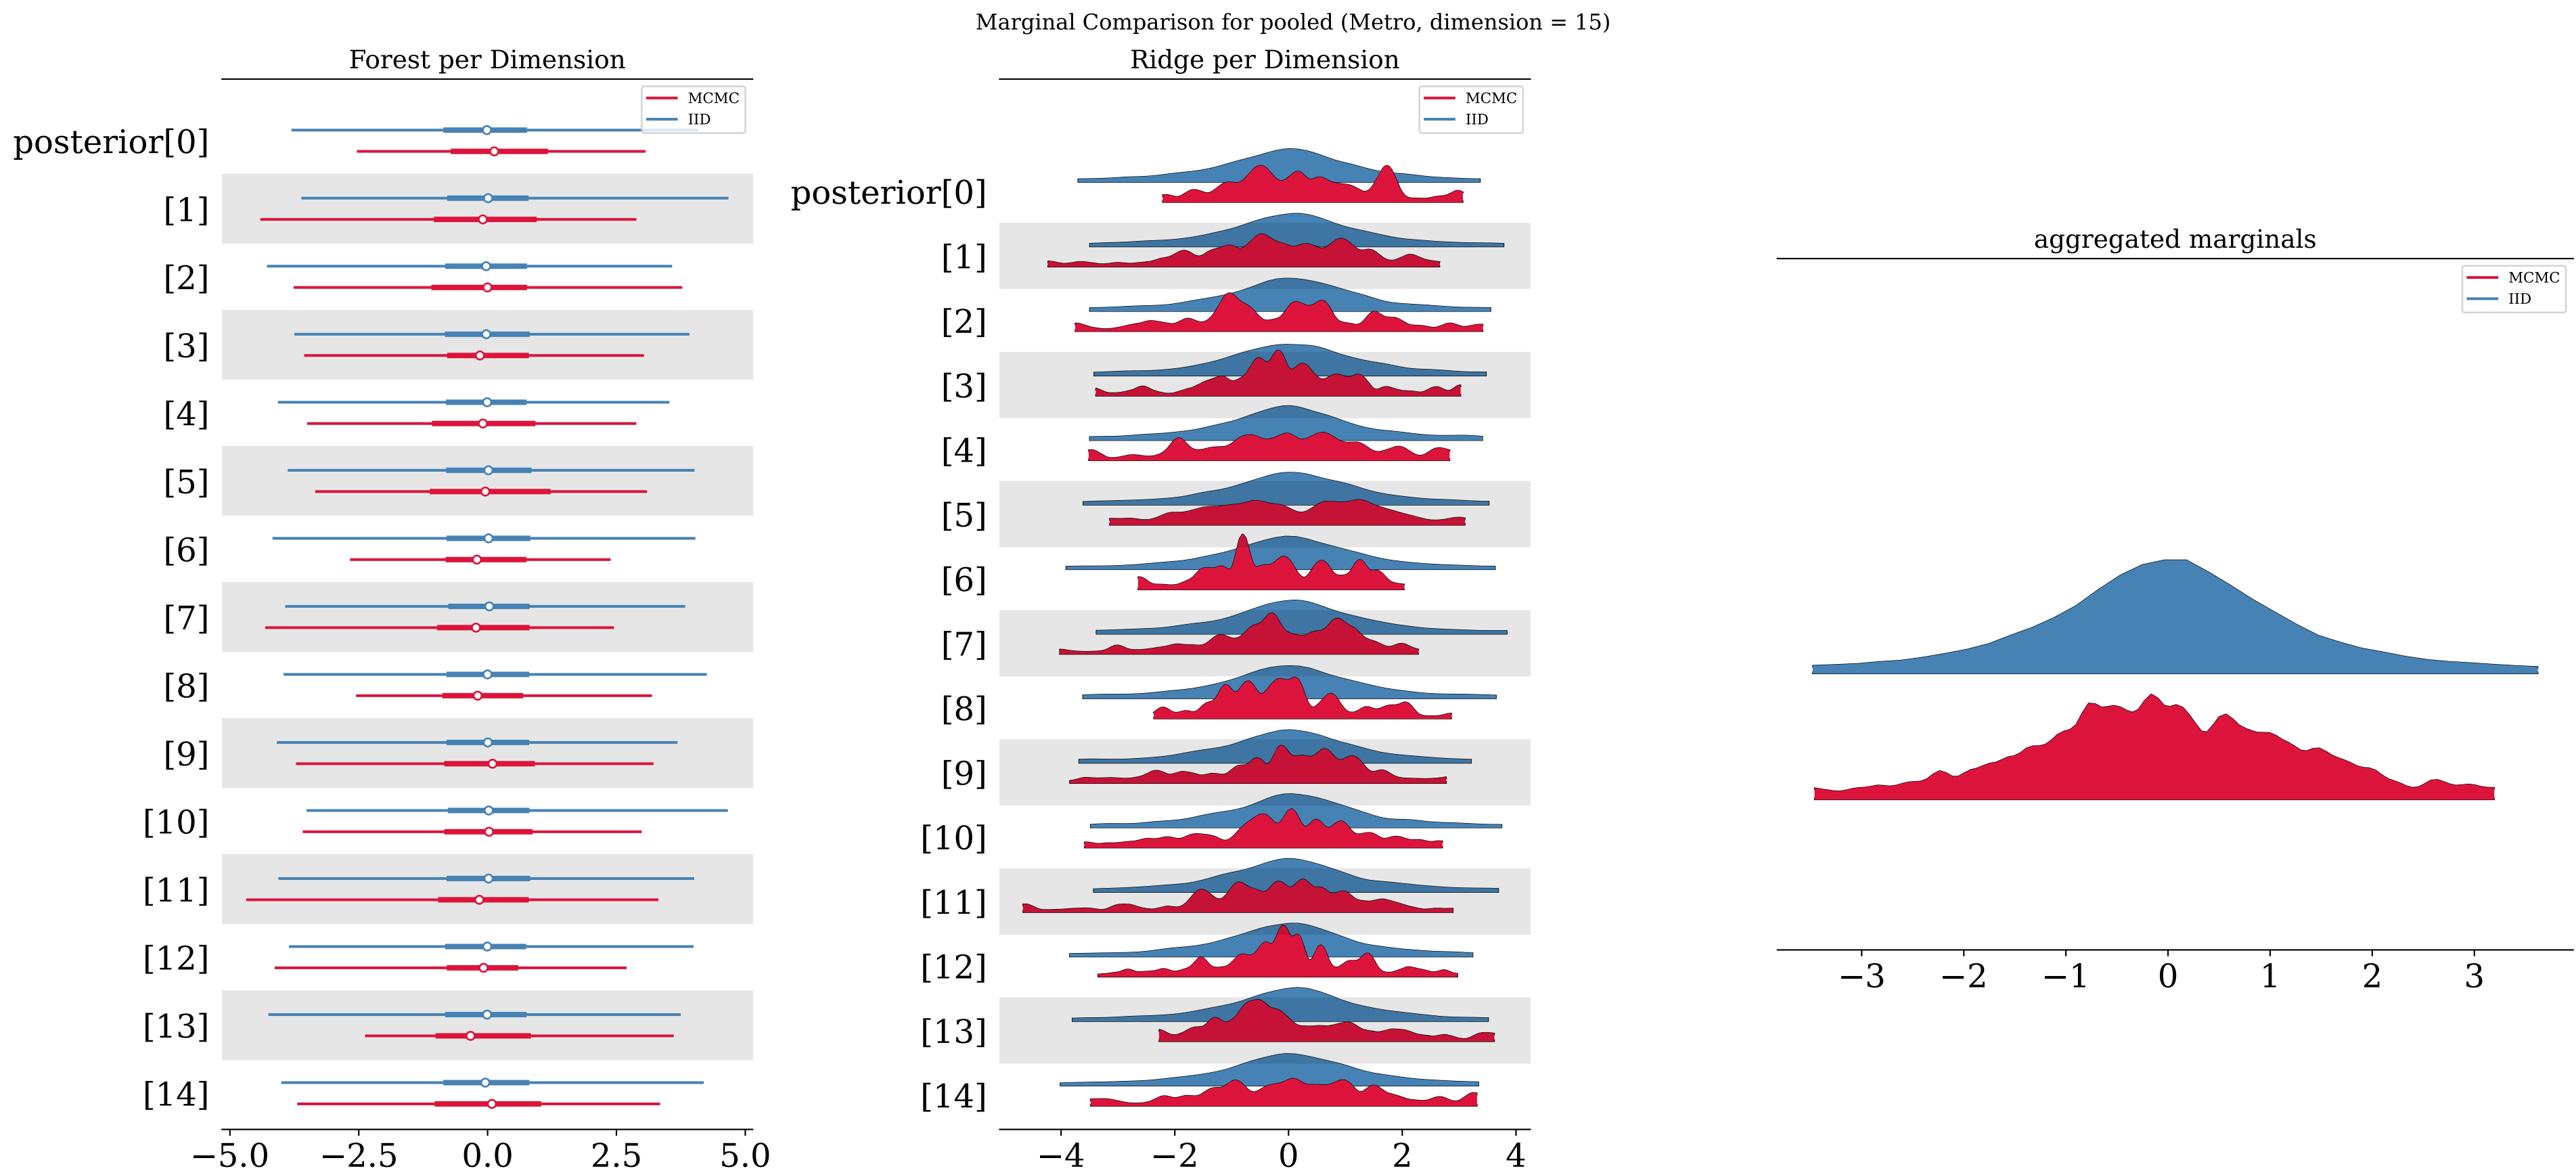 Marginal Comparison for pooled (Metro, dimension = 15)
Forest per Dimension
MCMC
IID
posterior[0]
[1]
[2]
[3]
[4]
[5]
[6]
[7]
[8]
[9]
[10]
[11]
[12]
[13]
[14]
−5.0 −2.5 0.0 2.5 5.0
Ridge per Dimension
MCMC
IID
posterior[0]
[1]
[2]
[3]
[4]
[5]
[6]
[7]
[8]
[9]
[10]
[11]
[12]
[13]
[14]
−4 −2 0 2 4
aggregated marginals
MCMC
IID
−3 −2 −1 0 1 2 3